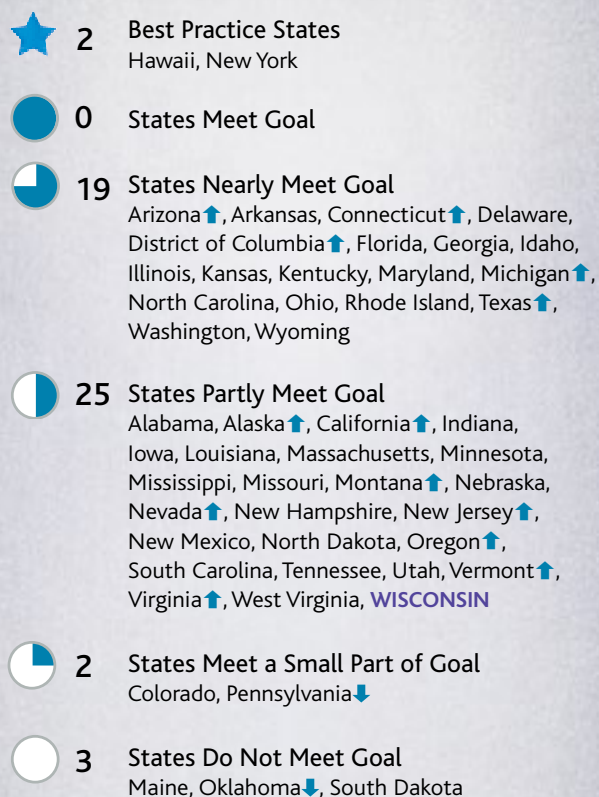 2 Best Practice States
Hawaii, New York
0 States Meet Goal
19 States Nearly Meet Goal
Arizona⬆, Arkansas, Connecticut⬆, Delaware,
District of Columbia⬆, Florida, Georgia, Idaho,
Illinois, Kansas, Kentucky, Maryland, Michigan⬆,
North Carolina, Ohio, Rhode Island, Texas⬆,
Washington, Wyoming
25 States Partly Meet Goal
Alabama, Alaska⬆, California⬆, Indiana,
Iowa, Louisiana, Massachusetts, Minnesota,
Mississippi, Missouri, Montana⬆, Nebraska,
Nevada⬆, New Hampshire, New Jersey⬆,
New Mexico, North Dakota, Oregon⬆,
South Carolina, Tennessee, Utah, Vermont⬆,
Virginia⬆, West Virginia, WISCONSIN
2 States Meet a Small Part of Goal
Colorado, Pennsylvania⬇
3 States Do Not Meet Goal
Maine, Oklahoma⬇, South Dakota